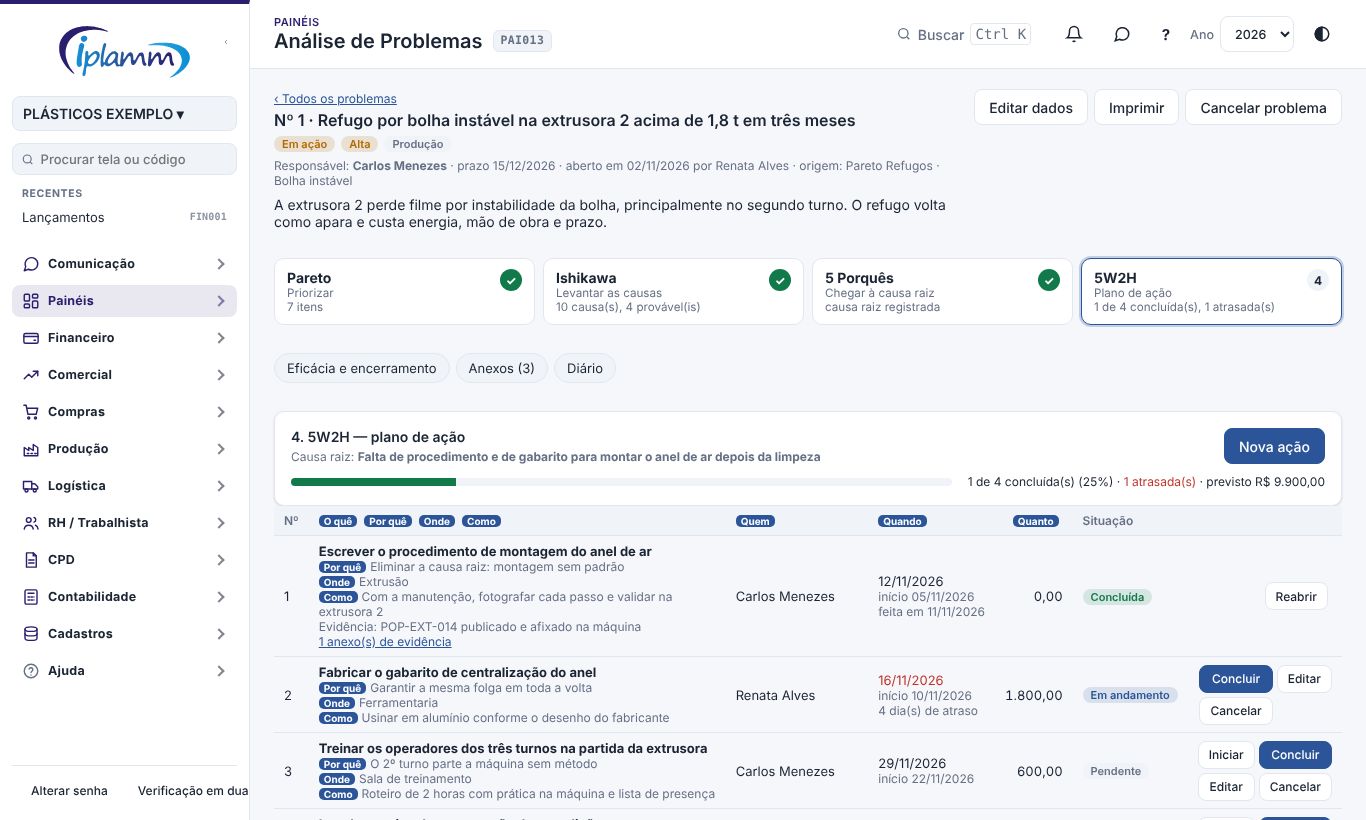 iplamm
PLÁSTICOS EXEMPLO ▾
Procurar tela ou código
RECENTES
Lançamentos FIN001
Comunicação
Painéis
Financeiro
Comercial
Compras
Produção
Logística
RH / Trabalhista
CPD
Contabilidade
Cadastros
Ajuda
Alterar senha Verificação em dua
PAINÉIS
Análise de Problemas PAI013
Buscar Ctrl K
? Ano 2026
‹ Todos os problemas
Nº 1 · Refugo por bolha instável na extrusora 2 acima de 1,8 t em três meses
Editar dados Imprimir Cancelar problema
Em ação Alta Produção
Responsável: Carlos Menezes · prazo 15/12/2026 · aberto em 02/11/2026 por Renata Alves · origem: Pareto Refugos ·
Bolha instável
A extrusora 2 perde filme por instabilidade da bolha, principalmente no segundo turno. O refugo volta
como apara e custa energia, mão de obra e prazo.
Pareto
Priorizar
7 itens
Ishikawa
Levantar as causas
10 causa(s), 4 provável(is)
5 Porquês
Chegar à causa raiz
causa raiz registrada
5W2H 4
Plano de ação
1 de 4 concluída(s), 1 atrasada(s)
Eficácia e encerramento Anexos (3) Diário
4. 5W2H — plano de ação
Causa raiz: Falta de procedimento e de gabarito para montar o anel de ar depois da limpeza
Nova ação
1 de 4 concluída(s) (25%) · 1 atrasada(s) · previsto R$ 9.900,00
Nº O quê Por quê Onde Como Quem Quando Quanto Situação
1
Escrever o procedimento de montagem do anel de ar
Por quê Eliminar a causa raiz: montagem sem padrão
Onde Extrusão
Como Com a manutenção, fotografar cada passo e validar na
extrusora 2
Evidência: POP-EXT-014 publicado e afixado na máquina
1 anexo(s) de evidência
Carlos Menezes
12/11/2026
início 05/11/2026
feita em 11/11/2026
0,00
Concluída
Reabrir
2
Fabricar o gabarito de centralização do anel
Por quê Garantir a mesma folga em toda a volta
Onde Ferramentaria
Como Usinar em alumínio conforme o desenho do fabricante
Renata Alves
16/11/2026
início 10/11/2026
4 dia(s) de atraso
1.800,00
Em andamento
Concluir Editar
Cancelar
3
Treinar os operadores dos três turnos na partida da extrusora
Por quê O 2º turno parte a máquina sem método
Onde Sala de treinamento
Como Roteiro de 2 horas com prática na máquina e lista de presença
Carlos Menezes
29/11/2026
início 22/11/2026
600,00
Pendente
Iniciar Concluir
Editar Cancelar